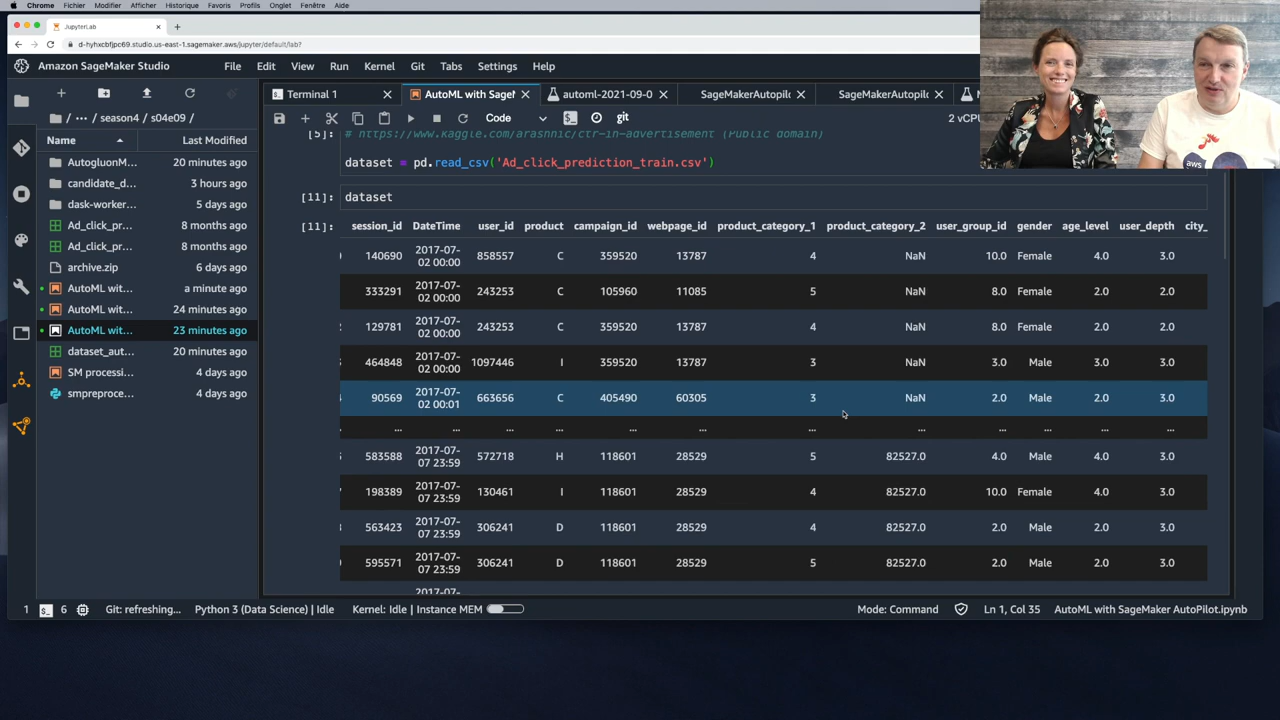 Chrome Fichier Modifier Affichage Historique Favoris Profils Onglet Fenêtre Aide
JupyterLab
d-hyhxcbfjpc69.studio.us-east-1.sagemaker.aws/jupyter/default/lab?
Amazon SageMaker Studio File Edit View Run Kernel Git Tabs Settings Help
Terminal 1 AutoML with SageM automl-2021-09-0 SageMakerAutopilo SageMakerAutopilo
/ ··· / season4 / s04e09 / Code git 2 vCPU
Name Last Modified
[5]: # https://www.kaggle.com/arashnic/ctr-in-advertisement (Public domain)
dataset = pd.read_csv('Ad_click_prediction_train.csv')
AutogluonM... 20 minutes ago
candidate_d... 3 hours ago
dask-worker... 5 days ago
Ad_click_pr... 8 months ago
Ad_click_pr... 8 months ago
archive.zip 6 days ago
AutoML wit... a minute ago
AutoML wit... 24 minutes ago
AutoML wit... 23 minutes ago
dataset_aut... 20 minutes ago
SM processi... 4 days ago
smpreproce... 4 days ago
[11]: dataset
[11]: session_id DateTime user_id product campaign_id webpage_id product_category_1 product_category_2 user_group_id gender age_level user_depth city_
140690 2017-07-02 00:00 858557 C 359520 13787 4 NaN 10.0 Female 4.0 3.0
333291 2017-07-02 00:00 243253 C 105960 11085 5 NaN 8.0 Female 2.0 2.0
129781 2017-07-02 00:00 243253 C 359520 13787 4 NaN 8.0 Female 2.0 2.0
464848 2017-07-02 00:00 1097446 I 359520 13787 3 NaN 3.0 Male 3.0 3.0
90569 2017-07-02 00:01 663656 C 405490 60305 3 NaN 2.0 Male 2.0 3.0
... ... ... ... ... ... ... ... ... ... ... ...
583588 2017-07-07 23:59 572718 H 118601 28529 5 82527.0 4.0 Male 4.0 3.0
198389 2017-07-07 23:59 130461 I 118601 28529 4 82527.0 10.0 Female 4.0 3.0
563423 2017-07-07 23:59 306241 D 118601 28529 4 82527.0 2.0 Male 2.0 3.0
595571 2017-07-07 23:59 306241 D 118601 28529 5 82527.0 2.0 Male 2.0 3.0
2017-07-
aws
1 6 Git: refreshing... Python 3 (Data Science) | Idle Kernel: Idle | Instance MEM Mode: Command Ln 1, Col 35 AutoML with SageMaker AutoPilot.ipynb